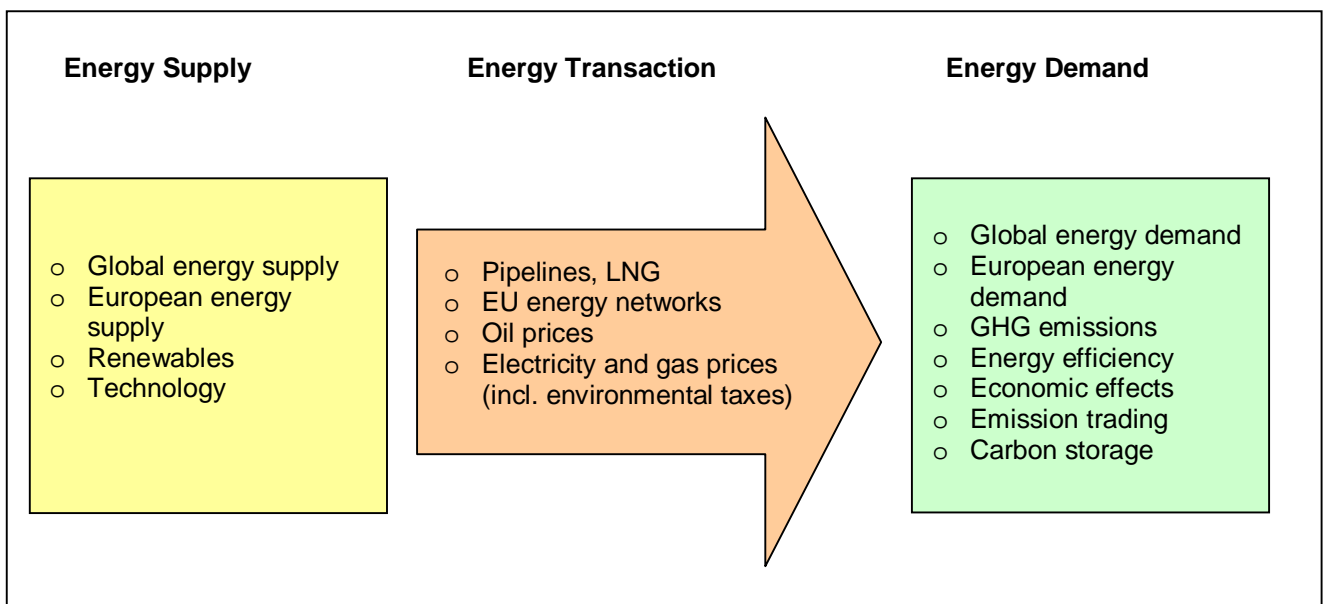 Energy Supply
Energy Transaction
Energy Demand
o Global energy supply
o European energy
supply
o Renewables
o Technology
o Pipelines, LNG
o EU energy networks
o Oil prices
o Electricity and gas prices
(incl. environmental taxes)
o Global energy demand
o European energy
demand
o GHG emissions
o Energy efficiency
o Economic effects
o Emission trading
o Carbon storage